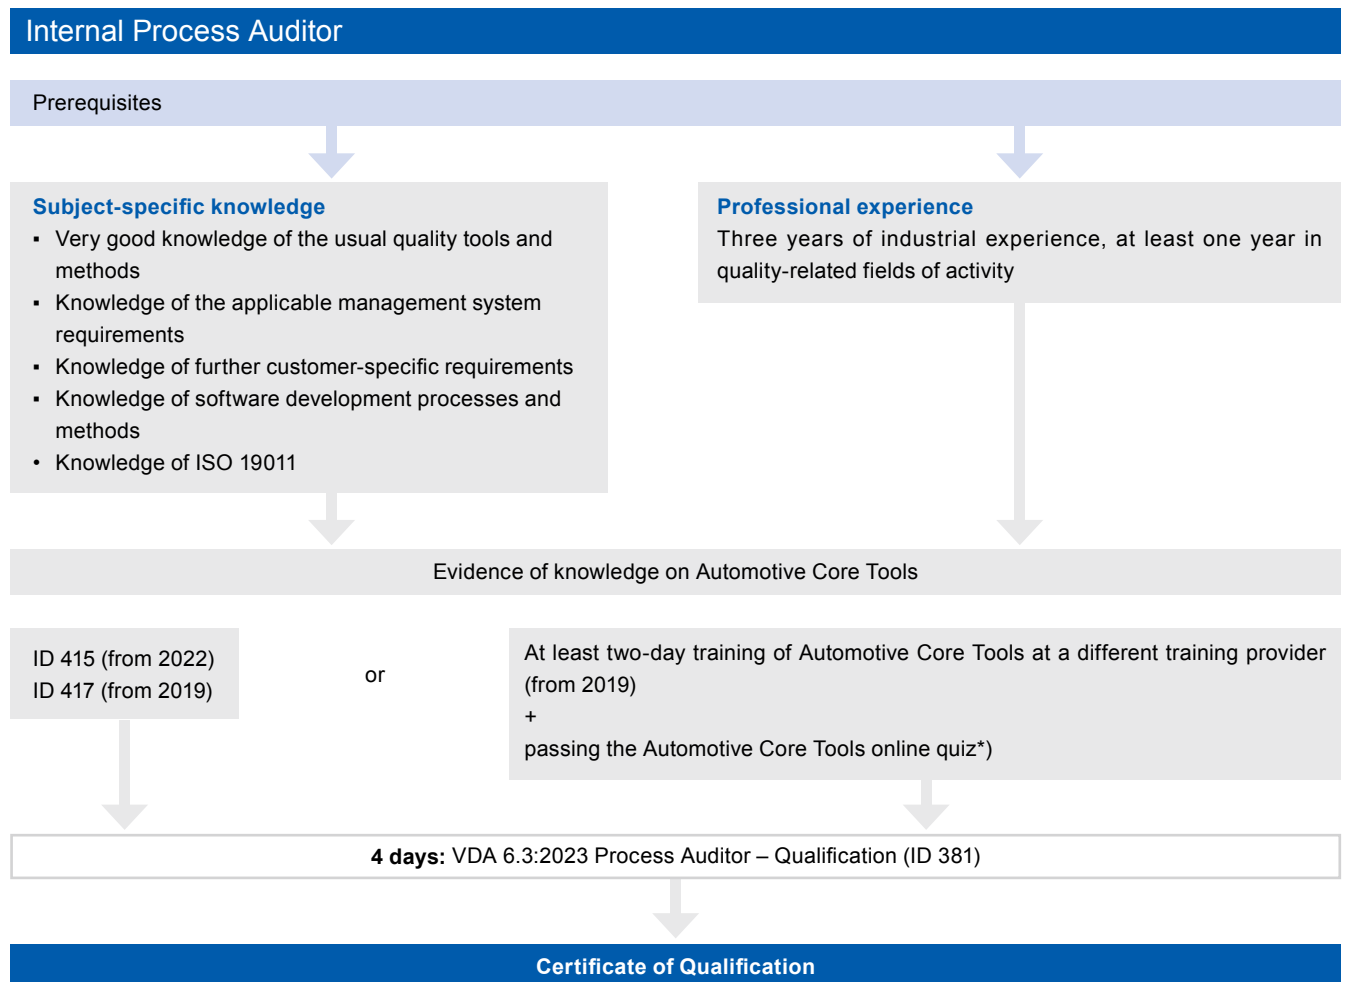 Internal Process Auditor
Prerequisites
Subject-specific knowledge
▪ Very good knowledge of the usual quality tools and
methods
▪ Knowledge of the applicable management system
requirements
▪ Knowledge of further customer-specific requirements
▪ Knowledge of software development processes and
methods
• Knowledge of ISO 19011
Professional experience
Three years of industrial experience, at least one year in
quality-related fields of activity
Evidence of knowledge on Automotive Core Tools
ID 415 (from 2022)
ID 417 (from 2019)
or
At least two-day training of Automotive Core Tools at a different training provider
(from 2019)
+
passing the Automotive Core Tools online quiz*)
4 days: VDA 6.3:2023 Process Auditor – Qualification (ID 381)
Certificate of Qualification